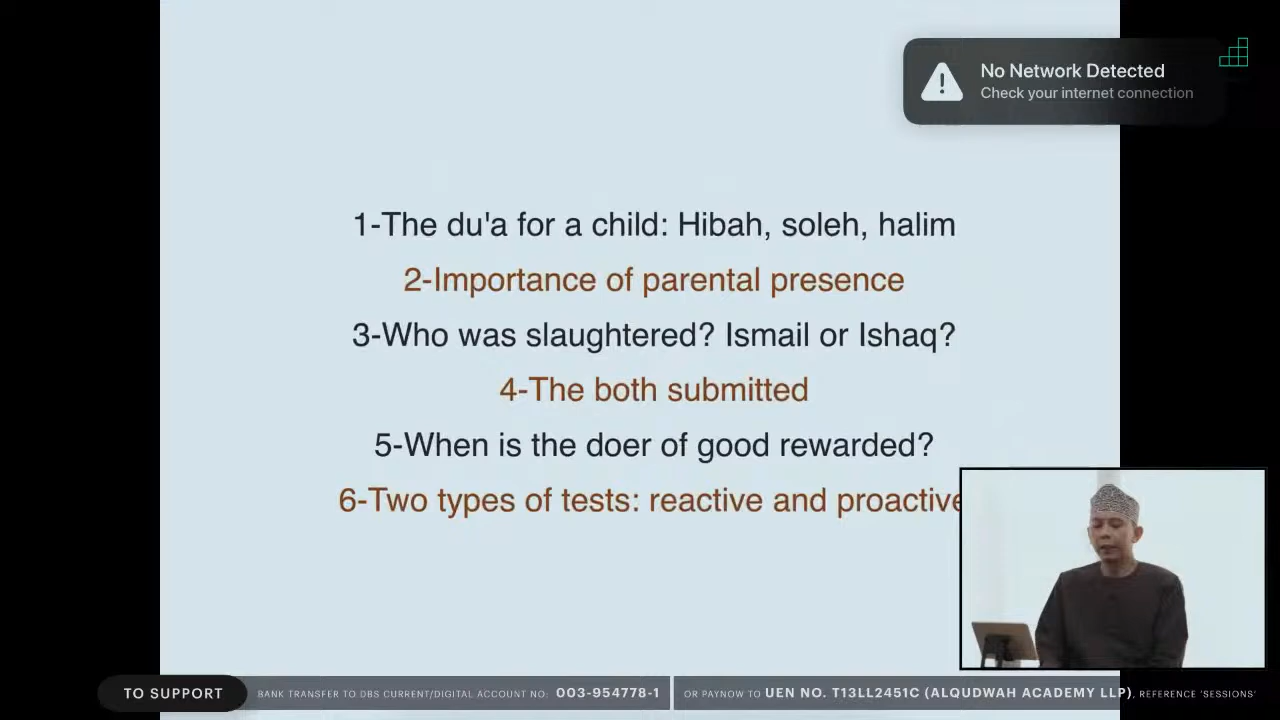 No Network Detected
Check your internet connection
1-The du'a for a child: Hibah, soleh, halim
2-Importance of parental presence
3-Who was slaughtered? Ismail or Ishaq?
4-The both submitted
5-When is the doer of good rewarded?
6-Two types of tests: reactive and proactive
TO SUPPORT
BANK TRANSFER TO DBS CURRENT/DIGITAL ACCOUNT NO: 003-954778-1
OR PAYNOW TO UEN NO. T13LL2451C (ALQUDWAH ACADEMY LLP), REFERENCE 'SESSIONS'